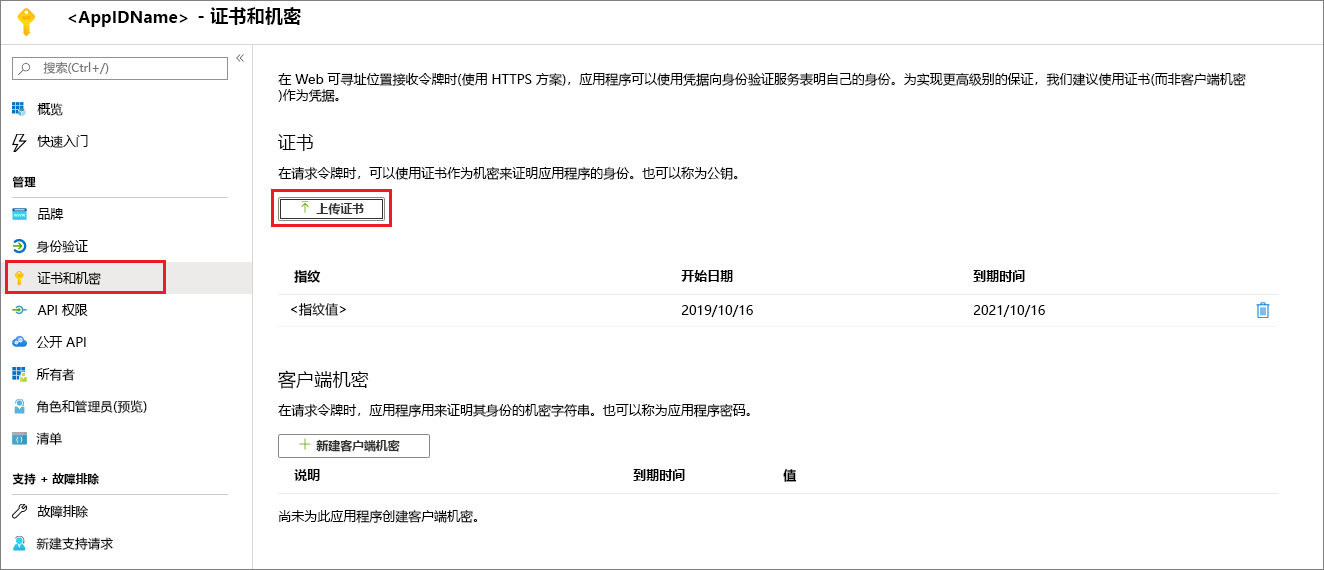 <AppIDName> - 证书和机密
搜索(Ctrl+/)
«
概览
快速入门
管理
品牌
身份验证
证书和机密
API 权限
公开 API
所有者
角色和管理员(预览)
清单
支持 + 故障排除
故障排除
新建支持请求
在 Web 可寻址位置接收令牌时(使用 HTTPS 方案)，应用程序可以使用凭据向身份验证服务表明自己的身份。为实现更高级别的保证，我们建议使用证书(而非客户端机密
)作为凭据。
证书
在请求令牌时，可以使用证书作为机密来证明应用程序的身份。也可以称为公钥。
上传证书
指纹 开始日期 到期时间
<指纹值> 2019/10/16 2021/10/16
客户端机密
在请求令牌时，应用程序用来证明其身份的机密字符串。也可以称为应用程序密码。
新建客户端机密
说明 到期时间 值
尚未为此应用程序创建客户端机密。